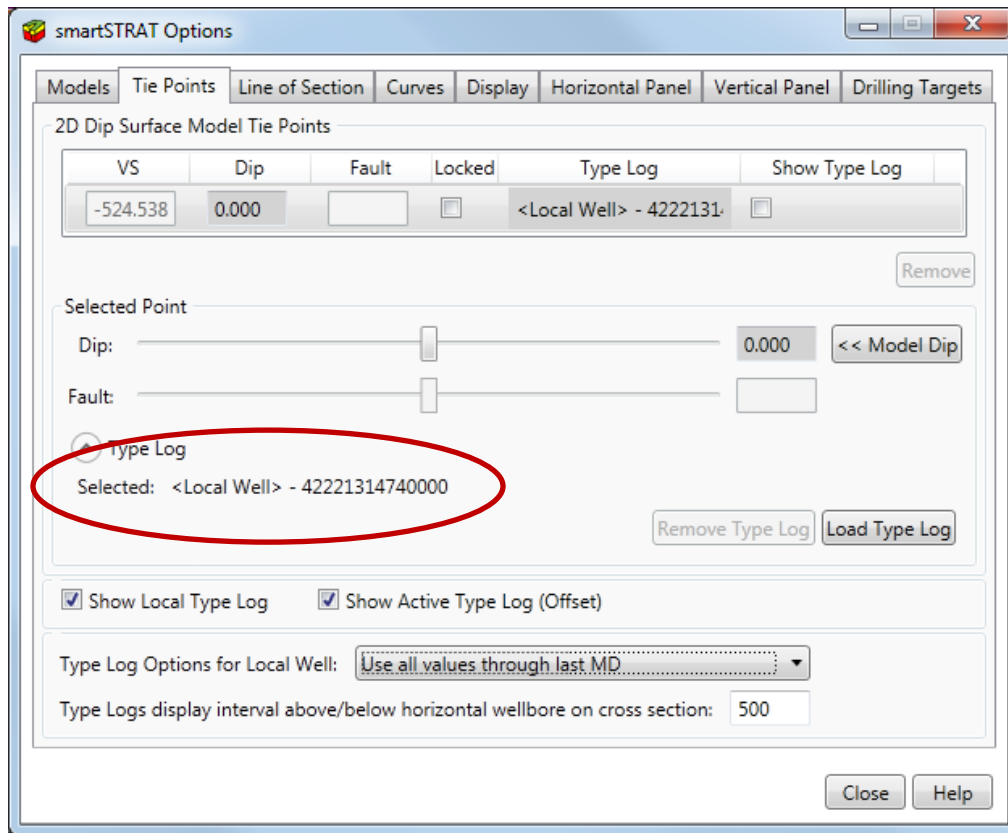 smartSTRAT Options
Models Tie Points Line of Section Curves Display Horizontal Panel Vertical Panel Drilling Targets
2D Dip Surface Model Tie Points
VS Dip Fault Locked Type Log Show Type Log
-524.538 0.000 <Local Well> - 4222131
Remove
Selected Point
Dip: 0.000 << Model Dip
Fault:
Type Log
Selected: <Local Well> - 42221314740000
Remove Type Log Load Type Log
Show Local Type Log Show Active Type Log (Offset)
Type Log Options for Local Well: Use all values through last MD
Type Logs display interval above/below horizontal wellbore on cross section: 500
Close Help